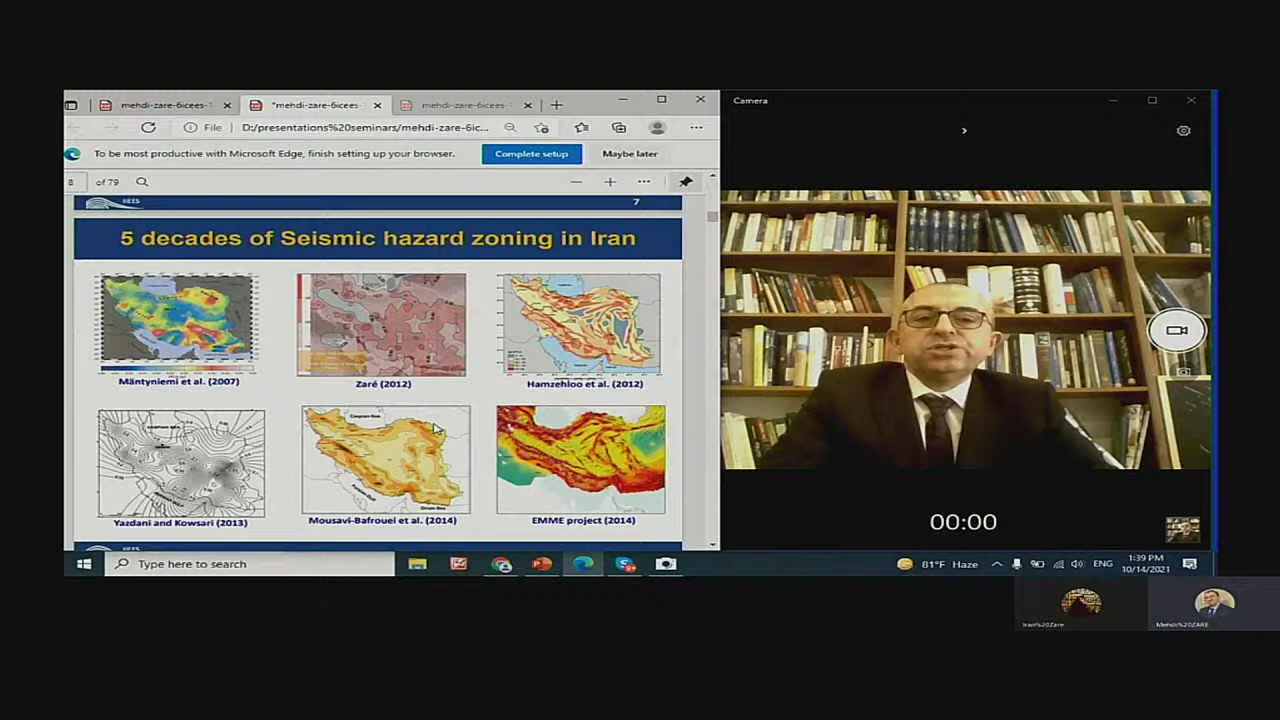 mehdi-zare-6icees-
"mehdi-zare-6icees-
mehdi-zare-6icees-
Camera
File
D:/presentations%20seminars/mehdi-zare-6ic...
To be most productive with Microsoft Edge, finish setting up your browser.
Complete setup
Maybe later
8
of 79
IIEES
7
5 decades of Seismic hazard zoning in Iran
Mäntyniemi et al. (2007)
Zaré (2012)
Hamzehloo et al. (2012)
Yazdani and Kowsari (2013)
Mousavi-Bafrouei et al. (2014)
EMME project (2014)
00:00
Type here to search
81°F Haze
ENG
1:39 PM
10/14/2021
Mehdi%20ZARE